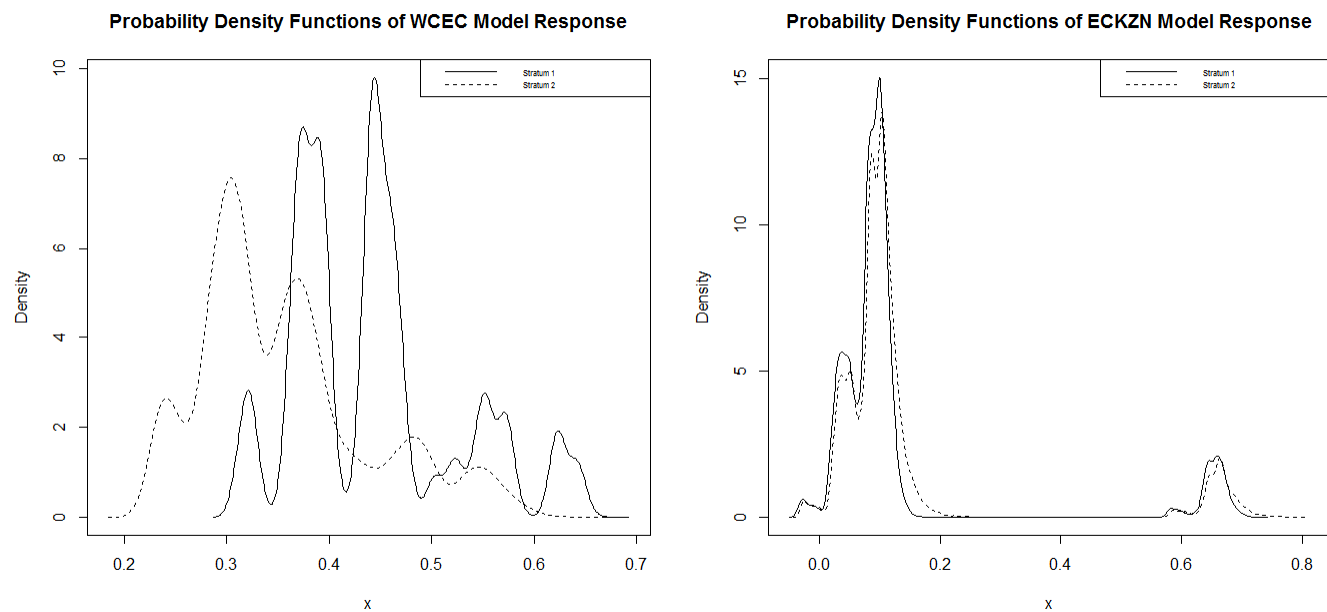 Probability Density Functions of WCEC Model Response
Stratum 1
Stratum 2
Density
10
8
6
4
2
0
0.2 0.3 0.4 0.5 0.6 0.7
x
Probability Density Functions of ECKZN Model Response
Stratum 1
Stratum 2
Density
15
10
5
0
0.0 0.2 0.4 0.6 0.8
x